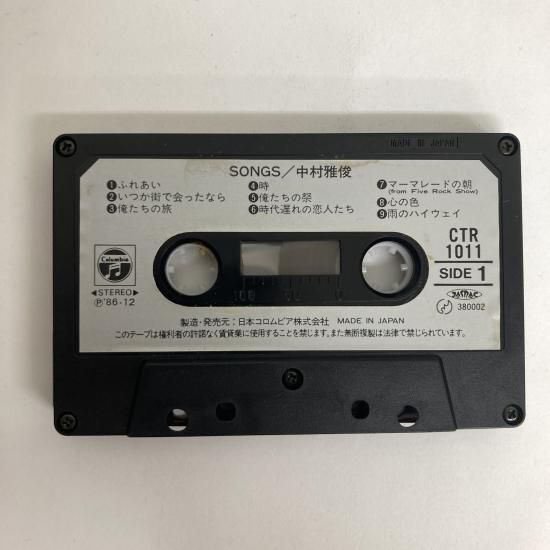 MADE IN JAPAN
SONGS／中村雅俊
❶ふれあい
❷いつか街で会ったなら
❸俺たちの旅
❹時
❺俺たちの祭
❻時代遅れの恋人たち
❼マーマレードの朝
(from Five Rock Show)
❽心の色
❾雨のハイウェイ
Columbia
◀STEREO▶
Ⓟ'86・12
100 50 0
CTR
1011
SIDE 1
JASRAC
380002
製造・発売元：日本コロムビア株式会社 MADE IN JAPAN
このテープは権利者の許諾なく賃貸業に使用することを禁じます。また無断複製は法律で禁じられています。